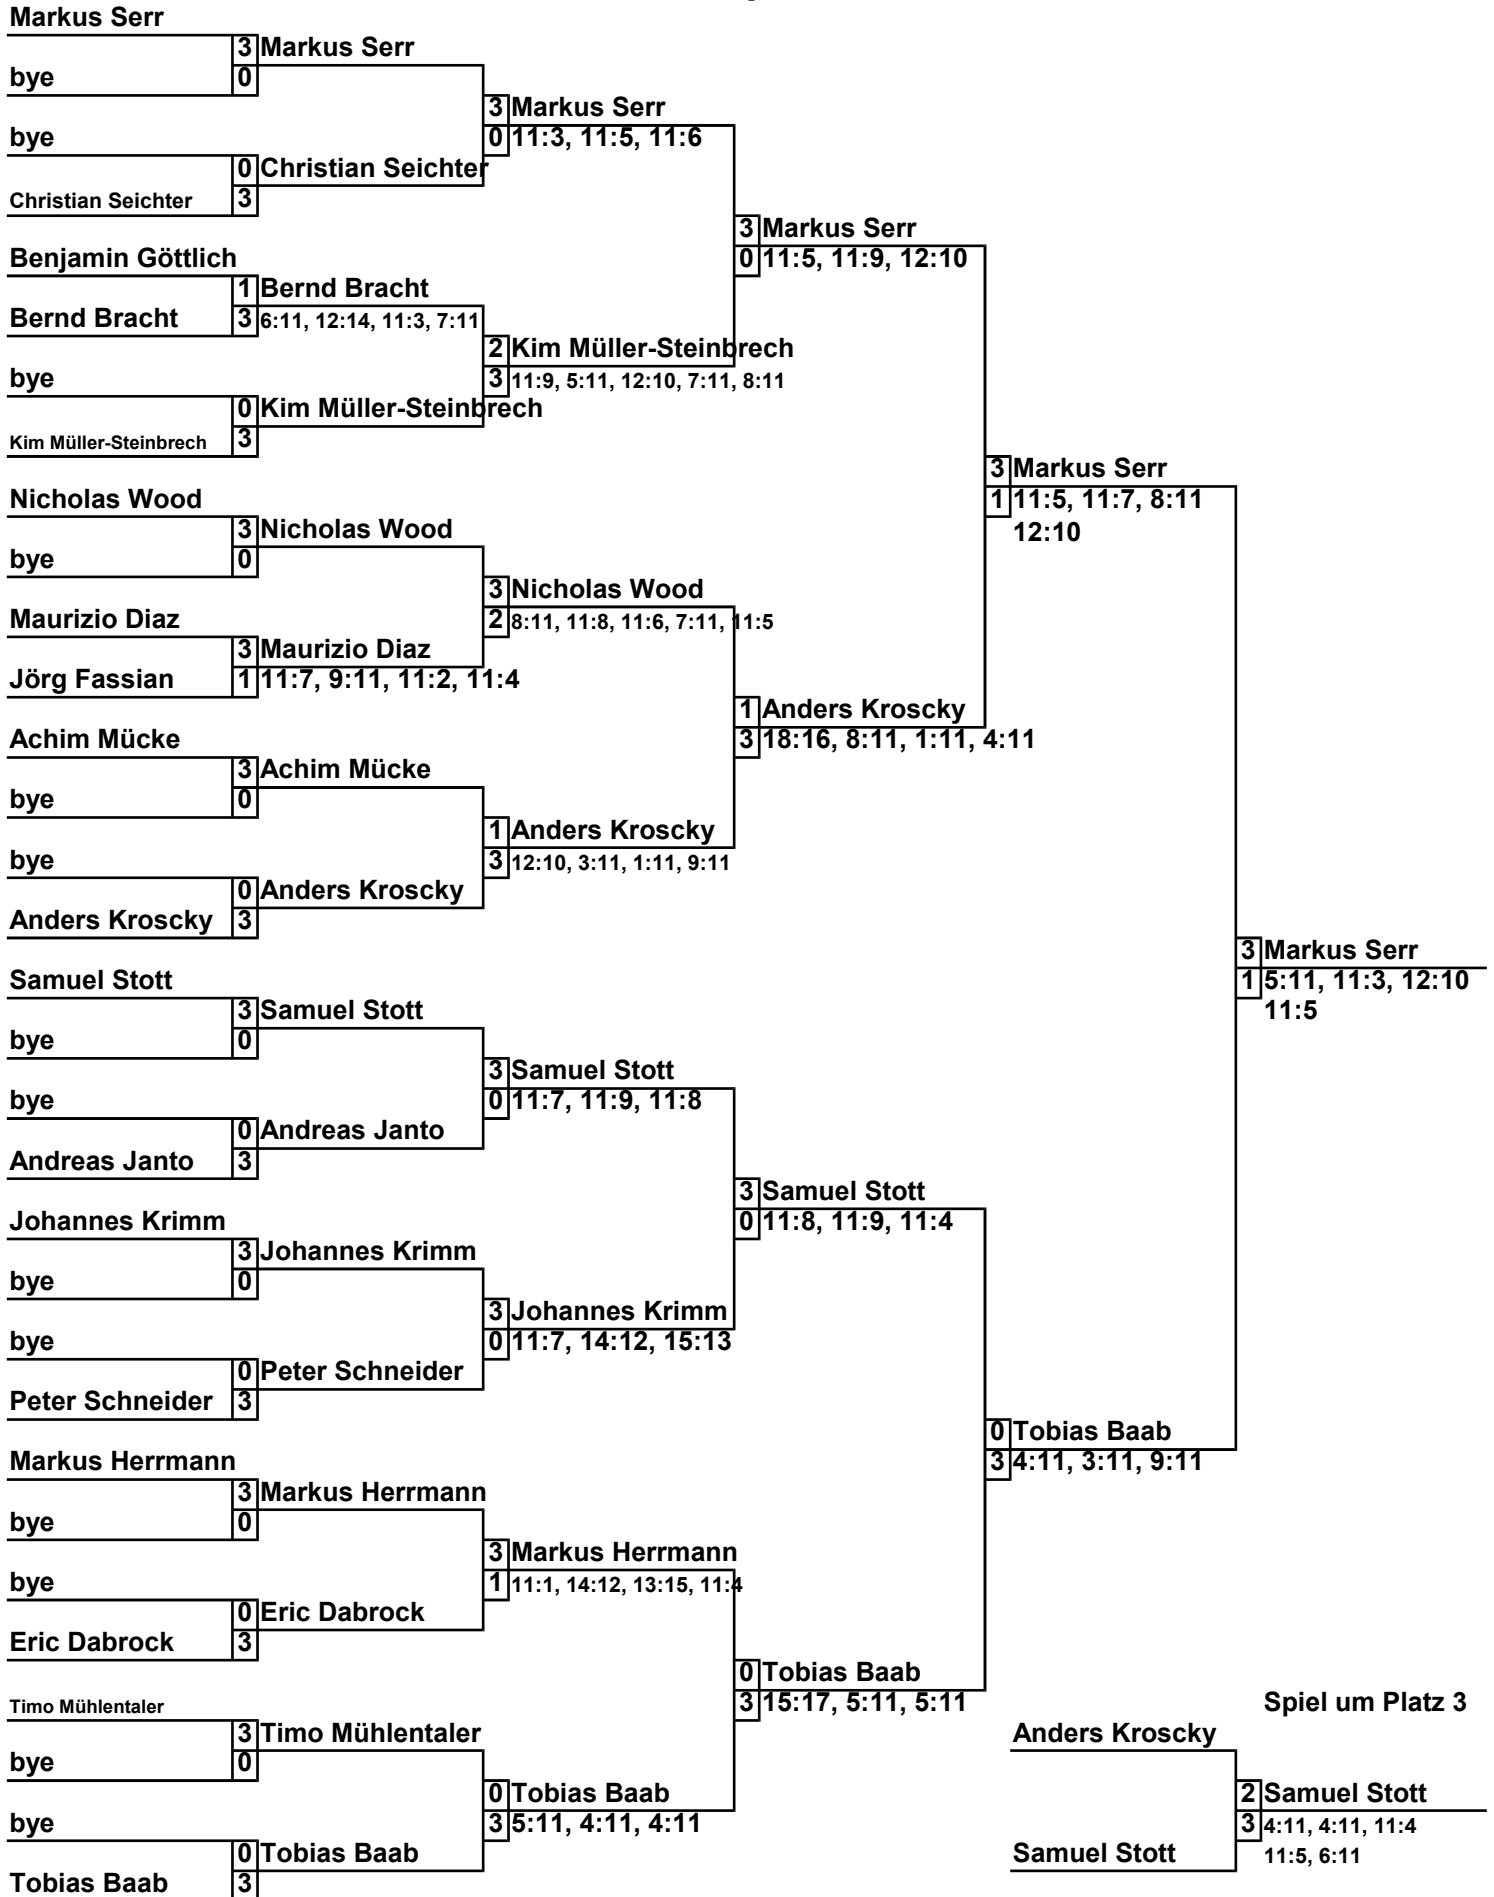 Markus Serr
3 Markus Serr
bye 0
3 Markus Serr
bye 0 11:3, 11:5, 11:6
0 Christian Seichter
Christian Seichter 3
3 Markus Serr
Benjamin Göttlich 0 11:5, 11:9, 12:10
1 Bernd Bracht
Bernd Bracht 3 6:11, 12:14, 11:3, 7:11
2 Kim Müller-Steinbrech
bye 3 11:9, 5:11, 12:10, 7:11, 8:11
0 Kim Müller-Steinbrech
Kim Müller-Steinbrech 3
3 Markus Serr
Nicholas Wood 1 11:5, 11:7, 8:11
3 Nicholas Wood 12:10
bye 0
3 Nicholas Wood
Maurizio Diaz 2 8:11, 11:8, 11:6, 7:11, 11:5
3 Maurizio Diaz
Jörg Fassian 1 11:7, 9:11, 11:2, 11:4
1 Anders Kroscky
Achim Mücke 3 18:16, 8:11, 1:11, 4:11
3 Achim Mücke
bye 0
1 Anders Kroscky
bye 3 12:10, 3:11, 1:11, 9:11
0 Anders Kroscky
Anders Kroscky 3
3 Markus Serr
Samuel Stott 1 5:11, 11:3, 12:10
3 Samuel Stott 11:5
bye 0
3 Samuel Stott
bye 0 11:7, 11:9, 11:8
0 Andreas Janto
Andreas Janto 3
3 Samuel Stott
Johannes Krimm 0 11:8, 11:9, 11:4
3 Johannes Krimm
bye 0
3 Johannes Krimm
bye 0 11:7, 14:12, 15:13
0 Peter Schneider
Peter Schneider 3
0 Tobias Baab
Markus Herrmann 3 4:11, 3:11, 9:11
3 Markus Herrmann
bye 0
3 Markus Herrmann
bye 1 11:1, 14:12, 13:15, 11:4
0 Eric Dabrock
Eric Dabrock 3
0 Tobias Baab
Timo Mühlentaler 3 15:17, 5:11, 5:11 Spiel um Platz 3
3 Timo Mühlentaler Anders Kroscky
bye 0
0 Tobias Baab 2 Samuel Stott
bye 3 5:11, 4:11, 4:11 3 4:11, 4:11, 11:4
0 Tobias Baab Samuel Stott 11:5, 6:11
Tobias Baab 3